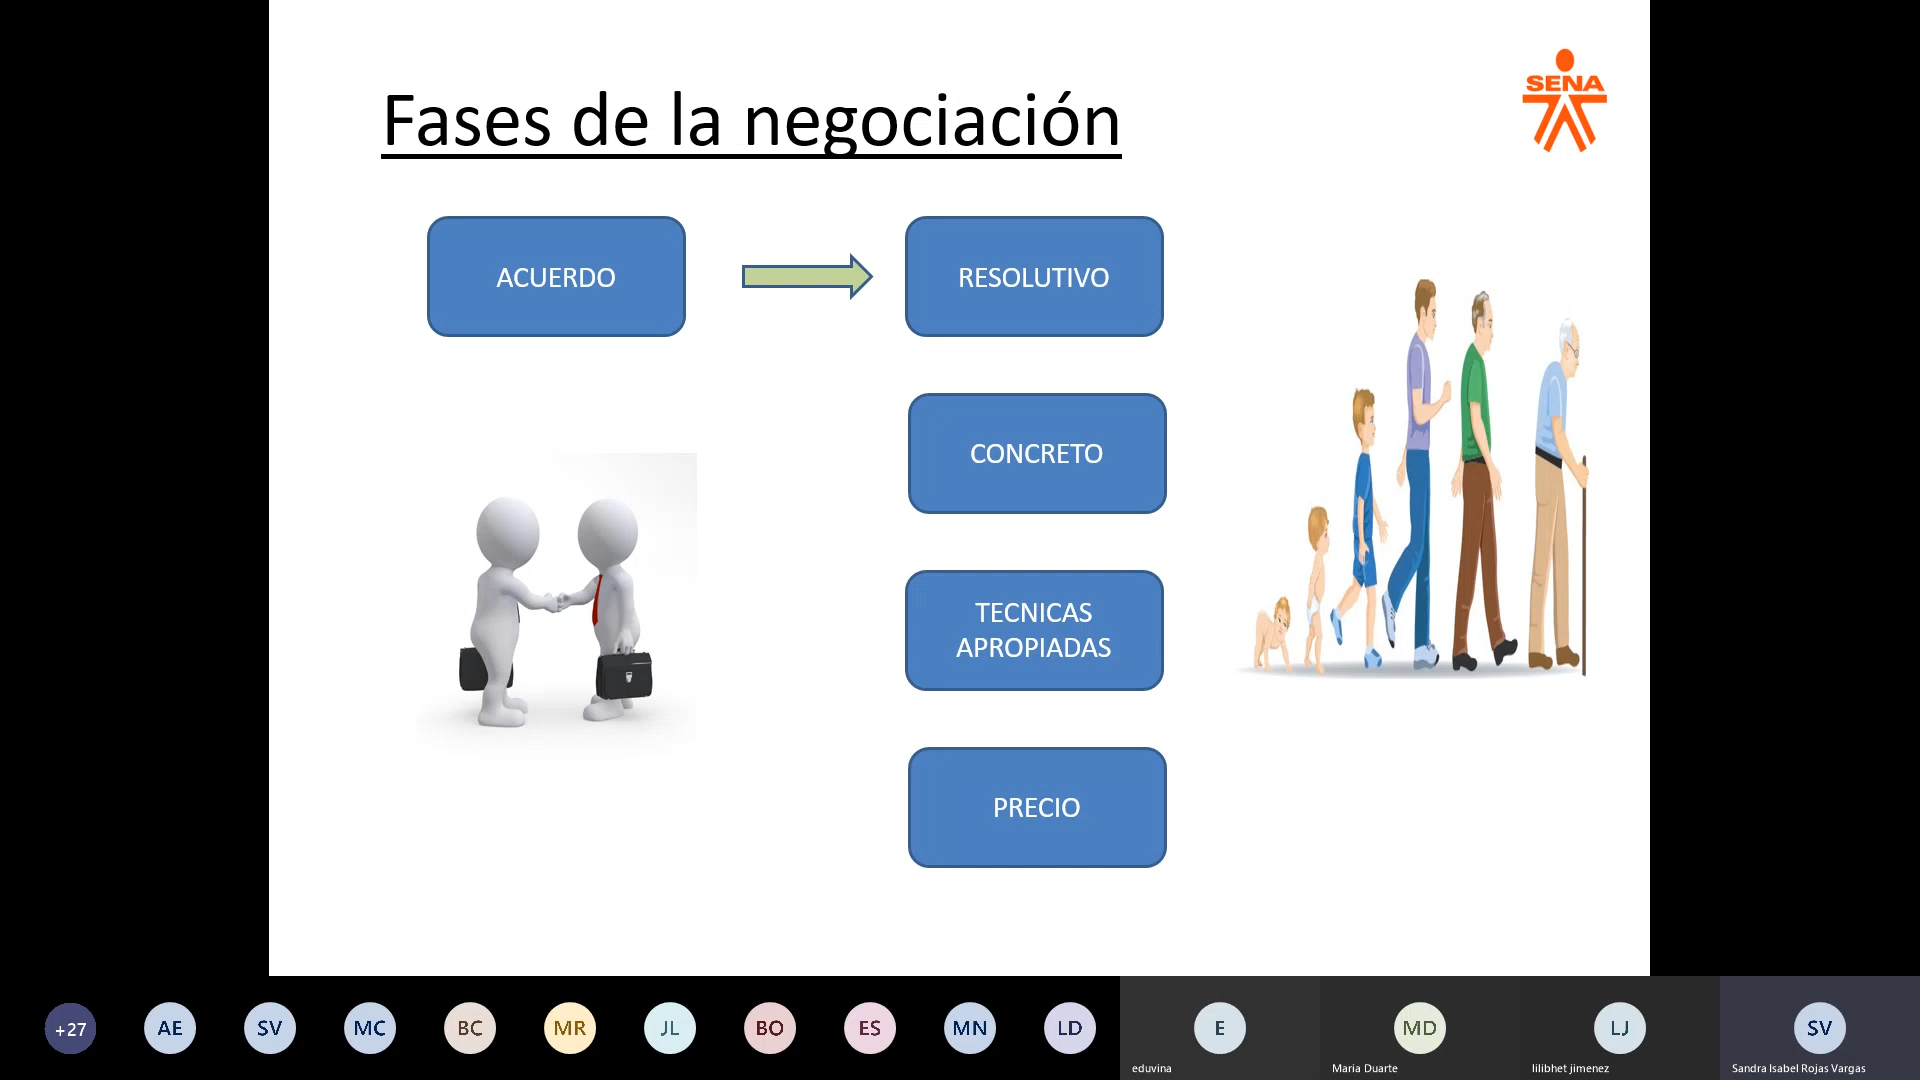 SENA
Fases de la negociación
ACUERDO
RESOLUTIVO
CONCRETO
TECNICAS
APROPIADAS
PRECIO
+27
AE
SV
MC
BC
MR
JL
BO
ES
MN
LD
E
MD
LJ
SV
eduvina
Maria Duarte
lilibhet jimenez
Sandra Isabel Rojas Vargas